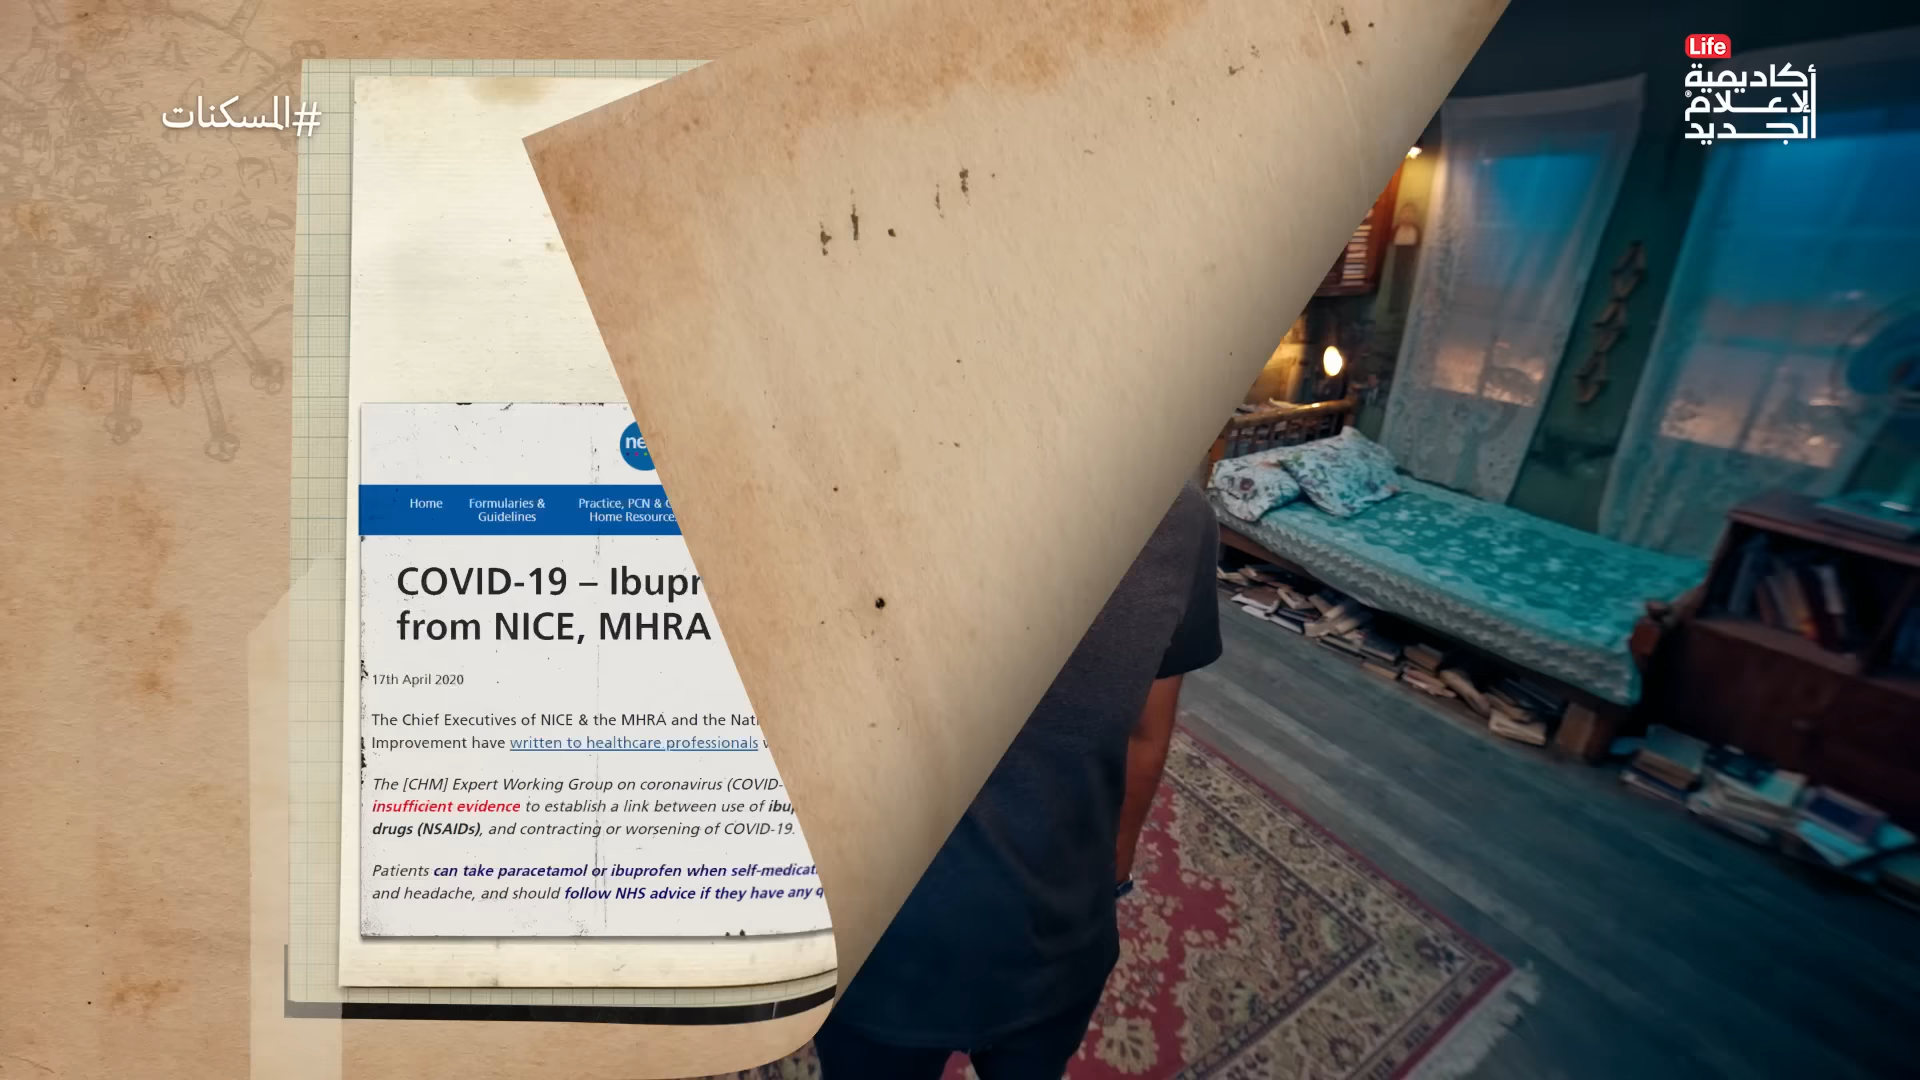 #المسكنات
Life
أكاديمية
الإعلام
الجديد
ne
Home
Formularies &
Guidelines
Practice, PCN &
Home Resource
COVID-19 – Ibupr
from NICE, MHRA
17th April 2020
The Chief Executives of NICE & the MHRA and the Nati
Improvement have written to healthcare professionals
The [CHM] Expert Working Group on coronavirus (COVID-
insufficient evidence to establish a link between use of ibup
drugs (NSAIDs), and contracting or worsening of COVID-19.
Patients can take paracetamol or ibuprofen when self-medicat
and headache, and should follow NHS advice if they have any q